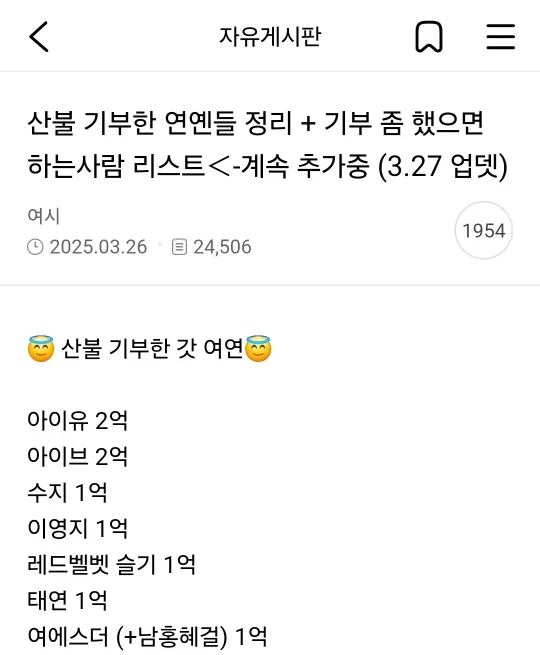 자유게시판
산불 기부한 연옌들 정리 + 기부 좀 했으면
하는사람 리스트<-계속 추가중 (3.27 업뎃)
여시
2025.03.26 · 24,506
1954
😇 산불 기부한 갓 여연😇
아이유 2억
아이브 2억
수지 1억
이영지 1억
레드벨벳 슬기 1억
태연 1억
여에스더 (+남홍혜걸) 1억